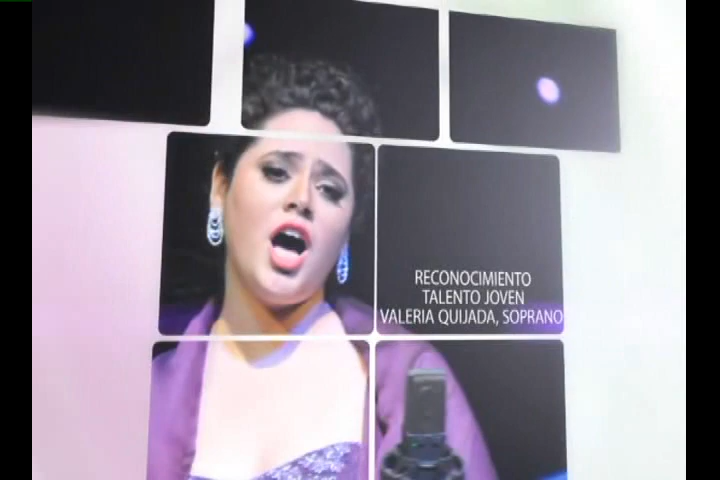 RECONOCIMIENTO
TALENTO JOVEN
VALERIA QUIJADA, SOPRANO